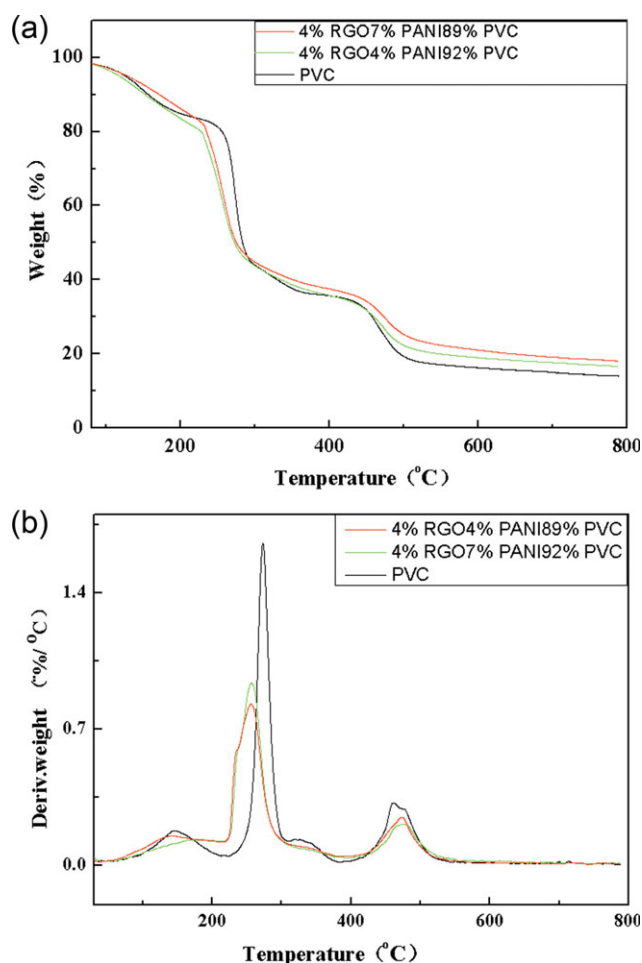 (a)
4% RGO7% PANI89% PVC
4% RGO4% PANI92% PVC
PVC
100
80
60
40
20
0
Weight (%)
200 400 600 800
Temperature (°C)
(b)
4% RGO4% PANI89% PVC
4% RGO7% PANI92% PVC
PVC
1.4
0.7
0.0
Deriv.weight (-%/ °C)
200 400 600 800
Temperature (°C)